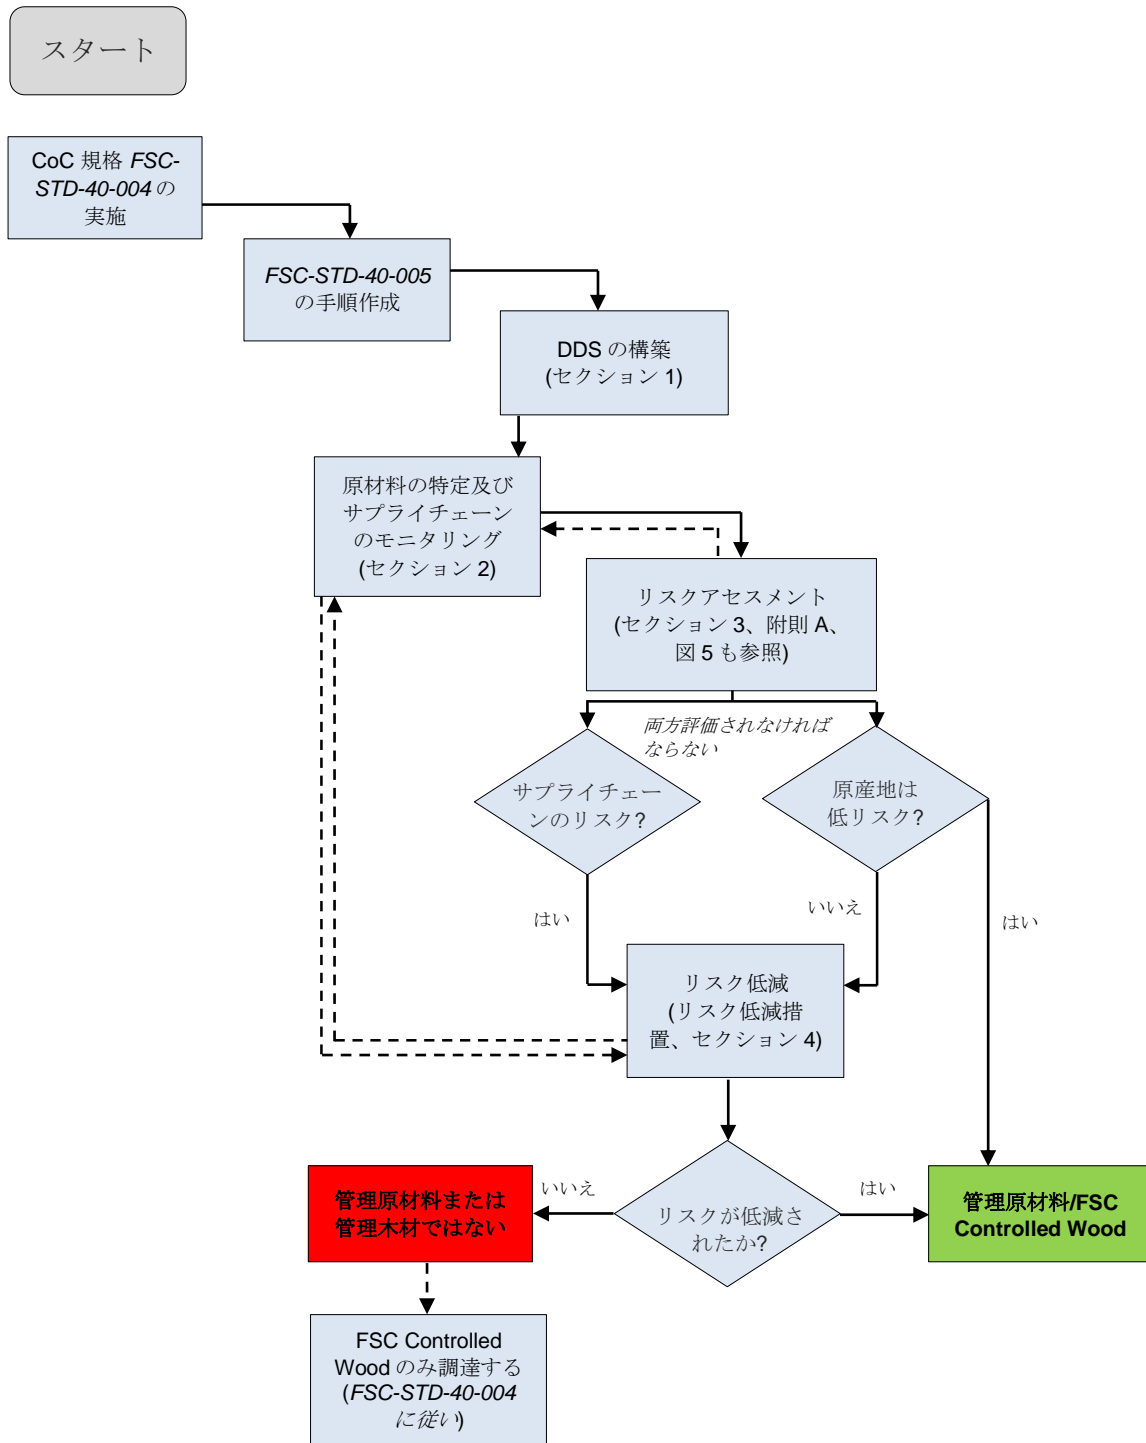 スタート
CoC 規格 FSC-
STD-40-004 の
実施
FSC-STD-40-005
の手順作成
DDS の構築
(セクション 1)
原材料の特定及び
サプライチェーン
のモニタリング
(セクション 2)
リスクアセスメント
(セクション 3、附則 A、
図 5 も参照)
両方評価されなければ
ならない
サプライチェー
ンのリスク?
原産地は
低リスク?
はい
いいえ
はい
リスク低減
(リスク低減措
置、セクション 4)
リスクが低減さ
れたか?
いいえ
はい
管理原材料または
管理木材ではない
管理原材料/FSC
Controlled Wood
FSC Controlled
Wood のみ調達する
(FSC-STD-40-004
に従い)